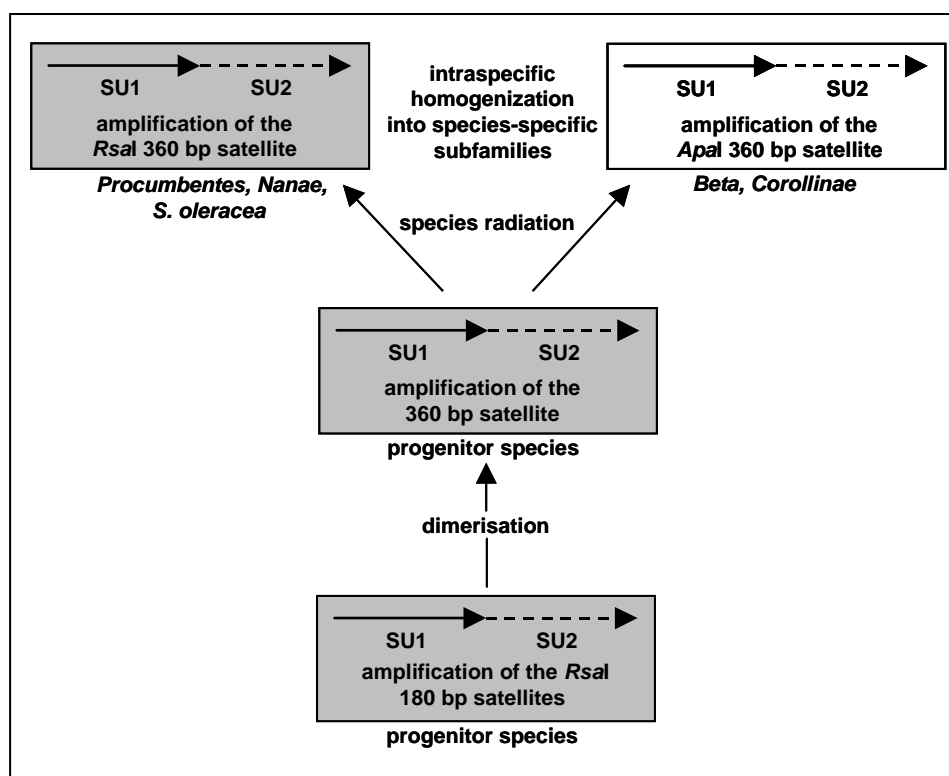 SU1 SU2
amplification of the
RsaI 360 bp satellite
Procumbentes, Nanae,
S. oleracea
intraspecific
homogenization
into species-specific
subfamilies
SU1 SU2
amplification of the
ApaI 360 bp satellite
Beta, Corollinae
species radiation
SU1 SU2
amplification of the
360 bp satellite
progenitor species
dimerisation
SU1 SU2
amplification of the RsaI
180 bp satellites
progenitor species